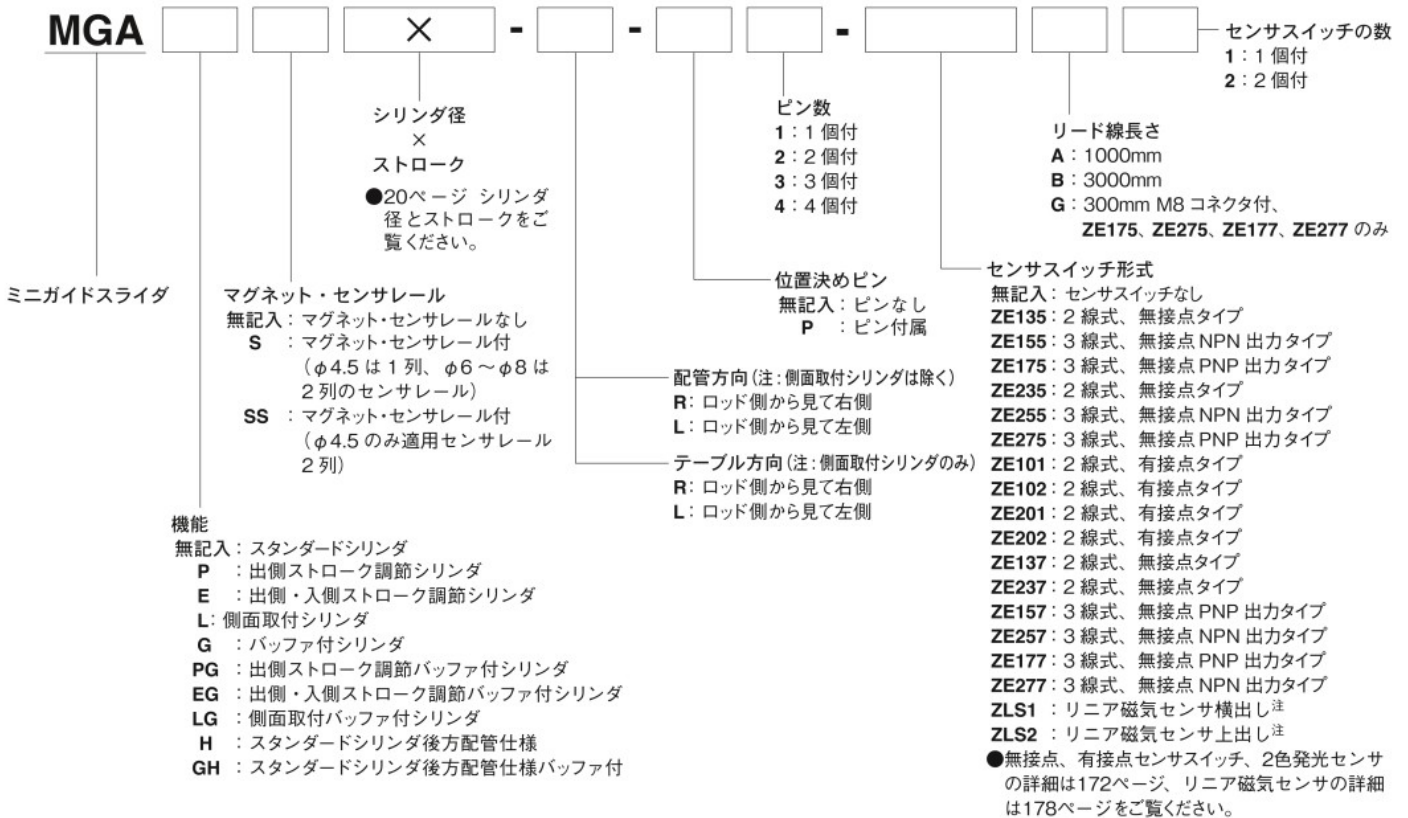 MGA × - - -
センサスイッチの数
1：1 個付
2：2 個付
シリンダ径
×
ストローク
●20ページ シリンダ
径とストロークをご
覧ください。
ピン数
1：1 個付
2：2 個付
3：3 個付
4：4 個付
リード線長さ
A：1000mm
B：3000mm
G：300mm M8 コネクタ付、
ZE175、ZE275、ZE177、ZE277 のみ
ミニガイドスライダ
マグネット・センサレール
無記入：マグネット・センサレールなし
S ：マグネット・センサレール付
（φ4.5 は 1 列、φ6～φ8 は
2 列のセンサレール）
SS ：マグネット・センサレール付
（φ4.5 のみ適用センサレール
2 列）
位置決めピン
無記入：ピンなし
P ：ピン付属
配管方向（注：側面取付シリンダは除く）
R：ロッド側から見て右側
L：ロッド側から見て左側
テーブル方向（注：側面取付シリンダのみ）
R：ロッド側から見て右側
L：ロッド側から見て左側
機能
無記入：スタンダードシリンダ
P ：出側ストローク調節シリンダ
E ：出側・入側ストローク調節シリンダ
L：側面取付シリンダ
G ：バッファ付シリンダ
PG ：出側ストローク調節バッファ付シリンダ
EG ：出側・入側ストローク調節バッファ付シリンダ
LG ：側面取付バッファ付シリンダ
H ：スタンダードシリンダ後方配管仕様
GH ：スタンダードシリンダ後方配管仕様バッファ付
センサスイッチ形式
無記入：センサスイッチなし
ZE135：2 線式、無接点タイプ
ZE155：3 線式、無接点 NPN 出力タイプ
ZE175：3 線式、無接点 PNP 出力タイプ
ZE235：2 線式、無接点タイプ
ZE255：3 線式、無接点 NPN 出力タイプ
ZE275：3 線式、無接点 PNP 出力タイプ
ZE101：2 線式、有接点タイプ
ZE102：2 線式、有接点タイプ
ZE201：2 線式、有接点タイプ
ZE202：2 線式、有接点タイプ
ZE137：2 線式、無接点タイプ
ZE237：2 線式、無接点タイプ
ZE157：3 線式、無接点 PNP 出力タイプ
ZE257：3 線式、無接点 NPN 出力タイプ
ZE177：3 線式、無接点 PNP 出力タイプ
ZE277：3 線式、無接点 NPN 出力タイプ
ZLS1 ：リニア磁気センサ横出し注
ZLS2 ：リニア磁気センサ上出し注
●無接点、有接点センサスイッチ、2色発光センサ
の詳細は172ページ、リニア磁気センサの詳細
は178ページをご覧ください。